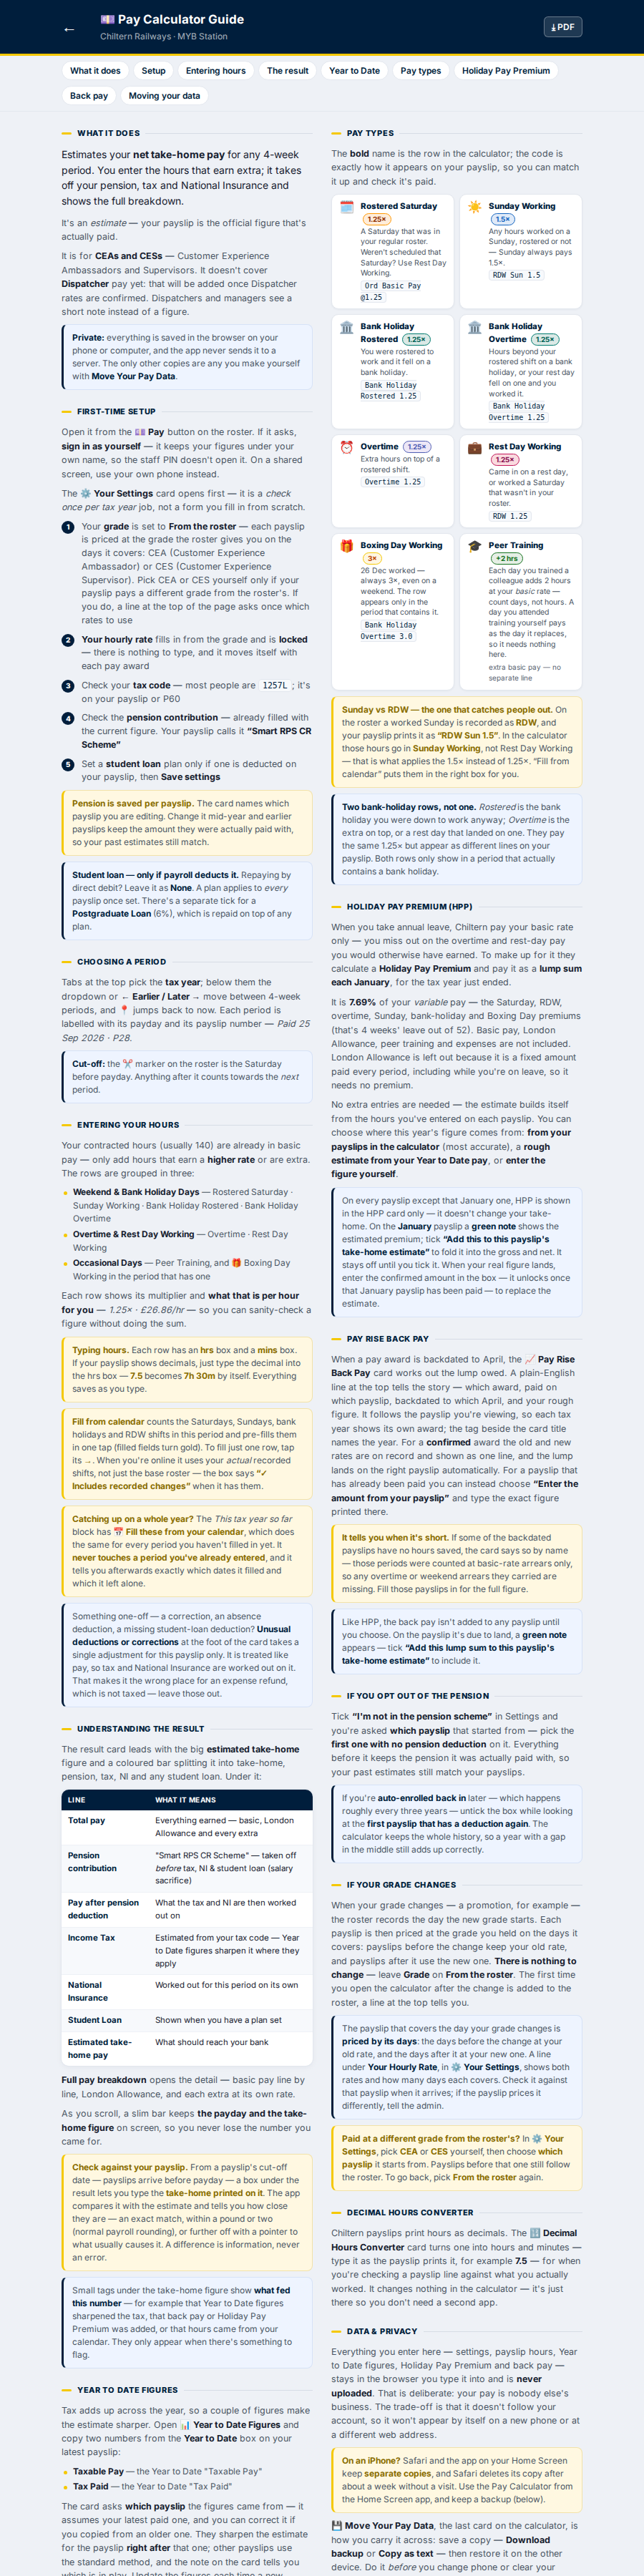 ←
💷 Pay Calculator Guide
Chiltern Railways · MYB Station
⤓ PDF
What it does
Setup
Entering hours
The result
Year to Date
Pay types
Holiday Pay Premium
Back pay
Moving your data
WHAT IT DOES
Estimates your net take-home pay for any 4-week
period. You enter the hours that earn extra; it takes
off your pension, tax and National Insurance and
shows the full breakdown.
It's an estimate — your payslip is the official figure that's
actually paid.
It is for CEAs and CESs — Customer Experience
Ambassadors and Supervisors. It doesn't cover
Dispatcher pay yet: that will be added once Dispatcher
rates are confirmed. Dispatchers and managers see a
short note instead of a figure.
Private: everything is saved in the browser on your
phone or computer, and the app never sends it to a
server. The only other copies are any you make yourself
with Move Your Pay Data.
FIRST-TIME SETUP
Open it from the 💷 Pay button on the roster. If it asks,
sign in as yourself — it keeps your figures under your
own name, so the staff PIN doesn't open it. On a shared
screen, use your own phone instead.
The ⚙️ Your Settings card opens first — it is a check
once per tax year job, not a form you fill in from scratch.
1 Your grade is set to From the roster — each payslip
is priced at the grade the roster gives you on the
days it covers: CEA (Customer Experience
Ambassador) or CES (Customer Experience
Supervisor). Pick CEA or CES yourself only if your
payslip pays a different grade from the roster's. If
you do, a line at the top of the page asks once which
rates to use
2 Your hourly rate fills in from the grade and is locked
— there is nothing to type, and it moves itself with
each pay award
3 Check your tax code — most people are 1257L ; it's
on your payslip or P60
4 Check the pension contribution — already filled with
the current figure. Your payslip calls it “Smart RPS CR
Scheme”
5 Set a student loan plan only if one is deducted on
your payslip, then Save settings
Pension is saved per payslip. The card names which
payslip you are editing. Change it mid-year and earlier
payslips keep the amount they were actually paid with,
so your past estimates still match.
Student loan — only if payroll deducts it. Repaying by
direct debit? Leave it as None. A plan applies to every
payslip once set. There's a separate tick for a
Postgraduate Loan (6%), which is repaid on top of any
plan.
CHOOSING A PERIOD
Tabs at the top pick the tax year; below them the
dropdown or ← Earlier / Later → move between 4-week
periods, and 📍 jumps back to now. Each period is
labelled with its payday and its payslip number — Paid 25
Sep 2026 · P28.
Cut-off: the ✂️ marker on the roster is the Saturday
before payday. Anything after it counts towards the next
period.
ENTERING YOUR HOURS
Your contracted hours (usually 140) are already in basic
pay — only add hours that earn a higher rate or are extra.
The rows are grouped in three:
Weekend & Bank Holiday Days — Rostered Saturday ·
Sunday Working · Bank Holiday Rostered · Bank Holiday
Overtime
Overtime & Rest Day Working — Overtime · Rest Day
Working
Occasional Days — Peer Training, and 🎁 Boxing Day
Working in the period that has one
Each row shows its multiplier and what that is per hour
for you — 1.25× · £26.86/hr — so you can sanity-check a
figure without doing the sum.
Typing hours. Each row has an hrs box and a mins box.
If your payslip shows decimals, just type the decimal into
the hrs box — 7.5 becomes 7h 30m by itself. Everything
saves as you type.
Fill from calendar counts the Saturdays, Sundays, bank
holidays and RDW shifts in this period and pre-fills them
in one tap (filled fields turn gold). To fill just one row, tap
its →. When you're online it uses your actual recorded
shifts, not just the base roster — the box says “✓
Includes recorded changes” when it has them.
Catching up on a whole year? The This tax year so far
block has 📅 Fill these from your calendar, which does
the same for every period you haven't filled in yet. It
never touches a period you've already entered, and it
tells you afterwards exactly which dates it filled and
which it left alone.
Something one-off — a correction, an absence
deduction, a missing student-loan deduction? Unusual
deductions or corrections at the foot of the card takes a
single adjustment for this payslip only. It is treated like
pay, so tax and National Insurance are worked out on it.
That makes it the wrong place for an expense refund,
which is not taxed — leave those out.
UNDERSTANDING THE RESULT
The result card leads with the big estimated take-home
figure and a coloured bar splitting it into take-home,
pension, tax, NI and any student loan. Under it:
LINE WHAT IT MEANS
Total pay Everything earned — basic, London
Allowance and every extra
Pension
contribution
"Smart RPS CR Scheme" — taken off
before tax, NI & student loan (salary
sacrifice)
Pay after pension
deduction
What the tax and NI are then worked
out on
Income Tax Estimated from your tax code — Year
to Date figures sharpen it where they
apply
National
Insurance
Worked out for this period on its own
Student Loan Shown when you have a plan set
Estimated take-
home pay
What should reach your bank
Full pay breakdown opens the detail — basic pay line by
line, London Allowance, and each extra at its own rate.
As you scroll, a slim bar keeps the payday and the take-
home figure on screen, so you never lose the number you
came for.
Check against your payslip. From a payslip's cut-off
date — payslips arrive before payday — a box under the
result lets you type the take-home printed on it. The app
compares it with the estimate and tells you how close
they are — an exact match, within a pound or two
(normal payroll rounding), or further off with a pointer to
what usually causes it. A difference is information, never
an error.
Small tags under the take-home figure show what fed
this number — for example that Year to Date figures
sharpened the tax, that back pay or Holiday Pay
Premium was added, or that hours came from your
calendar. They only appear when there's something to
flag.
YEAR TO DATE FIGURES
Tax adds up across the year, so a couple of figures make
the estimate sharper. Open 📊 Year to Date Figures and
copy two numbers from the Year to Date box on your
latest payslip:
Taxable Pay — the Year to Date "Taxable Pay"
Tax Paid — the Year to Date "Tax Paid"
The card asks which payslip the figures came from — it
assumes your latest paid one, and you can correct it if
you copied from an older one. They sharpen the estimate
for the payslip right after that one; other payslips use
the standard method, and the note on the card tells you
PAY TYPES
The bold name is the row in the calculator; the code is
exactly how it appears on your payslip, so you can match
it up and check it's paid.
🗓️ Rostered Saturday
1.25×
A Saturday that was in
your regular roster.
Weren't scheduled that
Saturday? Use Rest Day
Working.
Ord Basic Pay
@1.25
☀️ Sunday Working
1.5×
Any hours worked on a
Sunday, rostered or not
— Sunday always pays
1.5×.
RDW Sun 1.5
🏛️ Bank Holiday
Rostered 1.25×
You were rostered to
work and it fell on a
bank holiday.
Bank Holiday
Rostered 1.25
🏛️ Bank Holiday
Overtime 1.25×
Hours beyond your
rostered shift on a bank
holiday, or your rest day
fell on one and you
worked it.
Bank Holiday
Overtime 1.25
⏰ Overtime 1.25×
Extra hours on top of a
rostered shift.
Overtime 1.25
💼 Rest Day Working
1.25×
Came in on a rest day,
or worked a Saturday
that wasn't in your
roster.
RDW 1.25
🎁 Boxing Day Working
3×
26 Dec worked —
always 3×, even on a
weekend. The row
appears only in the
period that contains it.
Bank Holiday
Overtime 3.0
🎓 Peer Training
+2 hrs
Each day you trained a
colleague adds 2 hours
at your basic rate —
count days, not hours. A
day you attended
training yourself pays
as the day it replaces,
so it needs nothing
here.
extra basic pay — no
separate line
Sunday vs RDW — the one that catches people out. On
the roster a worked Sunday is recorded as RDW, and
your payslip prints it as “RDW Sun 1.5”. In the calculator
those hours go in Sunday Working, not Rest Day Working
— that is what applies the 1.5× instead of 1.25×. “Fill from
calendar” puts them in the right box for you.
Two bank-holiday rows, not one. Rostered is the bank
holiday you were down to work anyway; Overtime is the
extra on top, or a rest day that landed on one. They pay
the same 1.25× but appear as different lines on your
payslip. Both rows only show in a period that actually
contains a bank holiday.
HOLIDAY PAY PREMIUM (HPP)
When you take annual leave, Chiltern pay your basic rate
only — you miss out on the overtime and rest-day pay
you would otherwise have earned. To make up for it they
calculate a Holiday Pay Premium and pay it as a lump sum
each January, for the tax year just ended.
It is 7.69% of your variable pay — the Saturday, RDW,
overtime, Sunday, bank-holiday and Boxing Day premiums
(that's 4 weeks' leave out of 52). Basic pay, London
Allowance, peer training and expenses are not included.
London Allowance is left out because it is a fixed amount
paid every period, including while you're on leave, so it
needs no premium.
No extra entries are needed — the estimate builds itself
from the hours you've entered on each payslip. You can
choose where this year's figure comes from: from your
payslips in the calculator (most accurate), a rough
estimate from your Year to Date pay, or enter the
figure yourself.
On every payslip except that January one, HPP is shown
in the HPP card only — it doesn't change your take-
home. On the January payslip a green note shows the
estimated premium; tick “Add this to this payslip's
take-home estimate” to fold it into the gross and net. It
stays off until you tick it. When your real figure lands,
enter the confirmed amount in the box — it unlocks once
that January payslip has been paid — to replace the
estimate.
PAY RISE BACK PAY
When a pay award is backdated to April, the 📈 Pay Rise
Back Pay card works out the lump owed. A plain-English
line at the top tells the story — which award, paid on
which payslip, backdated to which April, and your rough
figure. It follows the payslip you're viewing, so each tax
year shows its own award; the tag beside the card title
names the year. For a confirmed award the old and new
rates are on record and shown as one line, and the lump
lands on the right payslip automatically. For a payslip that
has already been paid you can instead choose “Enter the
amount from your payslip” and type the exact figure
printed there.
It tells you when it's short. If some of the backdated
payslips have no hours saved, the card says so by name
— those periods were counted at basic-rate arrears only,
so any overtime or weekend arrears they carried are
missing. Fill those payslips in for the full figure.
Like HPP, the back pay isn't added to any payslip until
you choose. On the payslip it's due to land, a green note
appears — tick “Add this lump sum to this payslip's
take-home estimate” to include it.
IF YOU OPT OUT OF THE PENSION
Tick “I'm not in the pension scheme” in Settings and
you're asked which payslip that started from — pick the
first one with no pension deduction on it. Everything
before it keeps the pension it was actually paid with, so
your past estimates still match your payslips.
If you're auto-enrolled back in later — which happens
roughly every three years — untick the box while looking
at the first payslip that has a deduction again. The
calculator keeps the whole history, so a year with a gap
in the middle still adds up correctly.
IF YOUR GRADE CHANGES
When your grade changes — a promotion, for example —
the roster records the day the new grade starts. Each
payslip is then priced at the grade you held on the days it
covers: payslips before the change keep your old rate,
and payslips after it use the new one. There is nothing to
change — leave Grade on From the roster. The first time
you open the calculator after the change is added to the
roster, a line at the top tells you.
The payslip that covers the day your grade changes is
priced by its days: the days before the change at your
old rate, and the days after it at your new one. A line
under Your Hourly Rate, in ⚙️ Your Settings, shows both
rates and how many days each covers. Check it against
that payslip when it arrives; if the payslip prices it
differently, tell the admin.
Paid at a different grade from the roster's? In ⚙️ Your
Settings, pick CEA or CES yourself, then choose which
payslip it starts from. Payslips before that one still follow
the roster. To go back, pick From the roster again.
DECIMAL HOURS CONVERTER
Chiltern payslips print hours as decimals. The 🔢 Decimal
Hours Converter card turns one into hours and minutes —
type it as the payslip prints it, for example 7.5 — for when
you're checking a payslip line against what you actually
worked. It changes nothing in the calculator — it's just
there so you don't need a second app.
DATA & PRIVACY
Everything you enter here — settings, payslip hours, Year
to Date figures, Holiday Pay Premium and back pay —
stays in the browser you type it into and is never
uploaded. That is deliberate: your pay is nobody else's
business. The trade-off is that it doesn't follow your
account, so it won't appear by itself on a new phone or at
a different web address.
On an iPhone? Safari and the app on your Home Screen
keep separate copies, and Safari deletes its copy after
about a week without a visit. Use the Pay Calculator from
the Home Screen app, and keep a backup (below).
💾 Move Your Pay Data, the last card on the calculator, is
how you carry it across: save a copy — Download
backup or Copy as text — then restore it on the other
device. Do it before you change phone or clear your